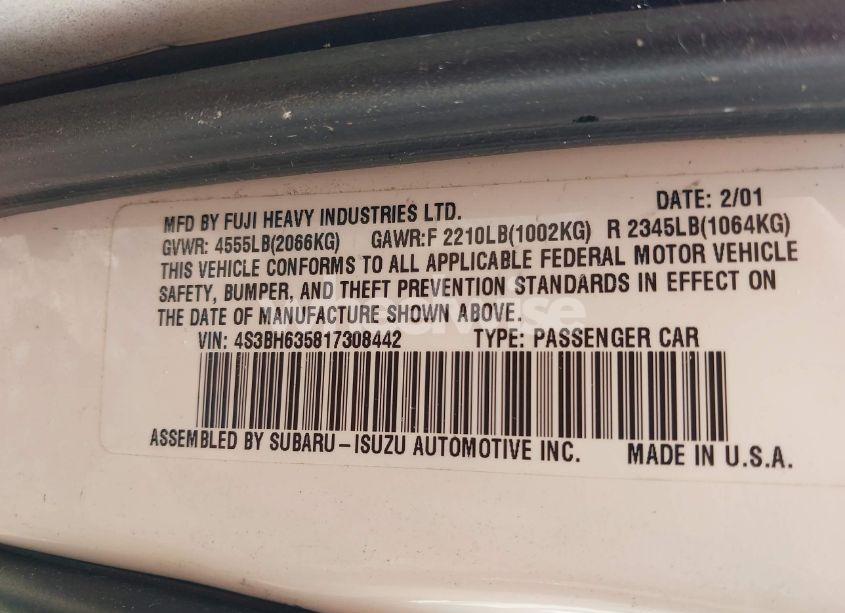 DATE: 2/01
MFD BY FUJI HEAVY INDUSTRIES LTD.
GVWR: 4555LB(2066KG) GAWR:F 2210LB(1002KG) R 2345LB(1064KG)
THIS VEHICLE CONFORMS TO ALL APPLICABLE FEDERAL MOTOR VEHICLE
SAFETY, BUMPER, AND THEFT PREVENTION STANDARDS IN EFFECT ON
THE DATE OF MANUFACTURE SHOWN ABOVE.
VIN: 4S3BH635817308442 TYPE: PASSENGER CAR
ASSEMBLED BY SUBARU-ISUZU AUTOMOTIVE INC. MADE IN U.S.A.